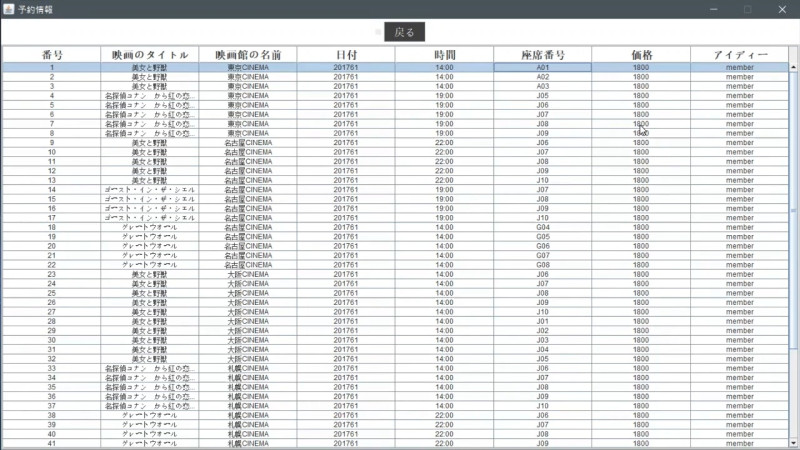 予約情報
戻る
番号 映画のタイトル 映画館の名前 日付 時間 座席番号 価格 アイディー
1 美女と野獣 東京CINEMA 201761 14:00 A01 1800 member
2 美女と野獣 東京CINEMA 201761 14:00 A02 1800 member
3 美女と野獣 東京CINEMA 201761 14:00 A03 1800 member
4 名探偵コナン から紅の恋... 東京CINEMA 201761 19:00 J05 1800 member
5 名探偵コナン から紅の恋... 東京CINEMA 201761 19:00 J06 1800 member
6 名探偵コナン から紅の恋... 東京CINEMA 201761 19:00 J07 1800 member
7 名探偵コナン から紅の恋... 東京CINEMA 201761 19:00 J08 1800 member
8 名探偵コナン から紅の恋... 東京CINEMA 201761 19:00 J09 1800 member
9 美女と野獣 名古屋CINEMA 201761 22:00 J06 1800 member
10 美女と野獣 名古屋CINEMA 201761 22:00 J07 1800 member
11 美女と野獣 名古屋CINEMA 201761 22:00 J08 1800 member
12 美女と野獣 名古屋CINEMA 201761 22:00 J09 1800 member
13 美女と野獣 名古屋CINEMA 201761 22:00 J10 1800 member
14 ゴースト・イン・ザ・シェル 名古屋CINEMA 201761 19:00 J07 1800 member
15 ゴースト・イン・ザ・シェル 名古屋CINEMA 201761 19:00 J08 1800 member
16 ゴースト・イン・ザ・シェル 名古屋CINEMA 201761 19:00 J09 1800 member
17 ゴースト・イン・ザ・シェル 名古屋CINEMA 201761 19:00 J10 1800 member
18 グレートウオール 名古屋CINEMA 201761 14:00 G04 1800 member
19 グレートウオール 名古屋CINEMA 201761 14:00 G05 1800 member
20 グレートウオール 名古屋CINEMA 201761 14:00 G06 1800 member
21 グレートウオール 名古屋CINEMA 201761 14:00 G07 1800 member
22 グレートウオール 名古屋CINEMA 201761 14:00 G08 1800 member
23 美女と野獣 大阪CINEMA 201761 14:00 J06 1800 member
24 美女と野獣 大阪CINEMA 201761 14:00 J07 1800 member
25 美女と野獣 大阪CINEMA 201761 14:00 J08 1800 member
26 美女と野獣 大阪CINEMA 201761 14:00 J09 1800 member
27 美女と野獣 大阪CINEMA 201761 14:00 J10 1800 member
28 美女と野獣 大阪CINEMA 201761 14:00 J01 1800 member
29 美女と野獣 大阪CINEMA 201761 14:00 J02 1800 member
30 美女と野獣 大阪CINEMA 201761 14:00 J03 1800 member
31 美女と野獣 大阪CINEMA 201761 14:00 J04 1800 member
32 美女と野獣 大阪CINEMA 201761 14:00 J05 1800 member
33 名探偵コナン から紅の恋... 札幌CINEMA 201761 14:00 J06 1800 member
34 名探偵コナン から紅の恋... 札幌CINEMA 201761 14:00 J07 1800 member
35 名探偵コナン から紅の恋... 札幌CINEMA 201761 14:00 J08 1800 member
36 名探偵コナン から紅の恋... 札幌CINEMA 201761 14:00 J09 1800 member
37 名探偵コナン から紅の恋... 札幌CINEMA 201761 14:00 J10 1800 member
38 グレートウオール 札幌CINEMA 201761 22:00 J06 1800 member
39 グレートウオール 札幌CINEMA 201761 22:00 J07 1800 member
40 グレートウオール 札幌CINEMA 201761 22:00 J08 1800 member
41 グレートウオール 札幌CINEMA 201761 22:00 J09 1800 member